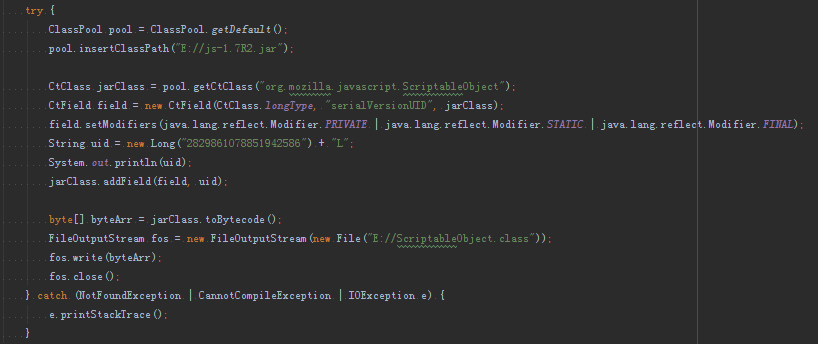 try {
ClassPool pool = ClassPool.getDefault();
pool.insertClassPath("E://js-1.7R2.jar");
CtClass jarClass = pool.getCtClass("org.mozilla.javascript.ScriptableObject");
CtField field = new CtField(CtClass.longType, "serialVersionUID", jarClass);
field.setModifiers(java.lang.reflect.Modifier.PRIVATE | java.lang.reflect.Modifier.STATIC | java.lang.reflect.Modifier.FINAL);
String uid = new Long("2829861078851942586") + "L";
System.out.println(uid);
jarClass.addField(field, uid);
byte[] byteArr = jarClass.toBytecode();
FileOutputStream fos = new FileOutputStream(new File("E://ScriptableObject.class"));
fos.write(byteArr);
fos.close();
} catch (NotFoundException | CannotCompileException | IOException e) {
e.printStackTrace();
}